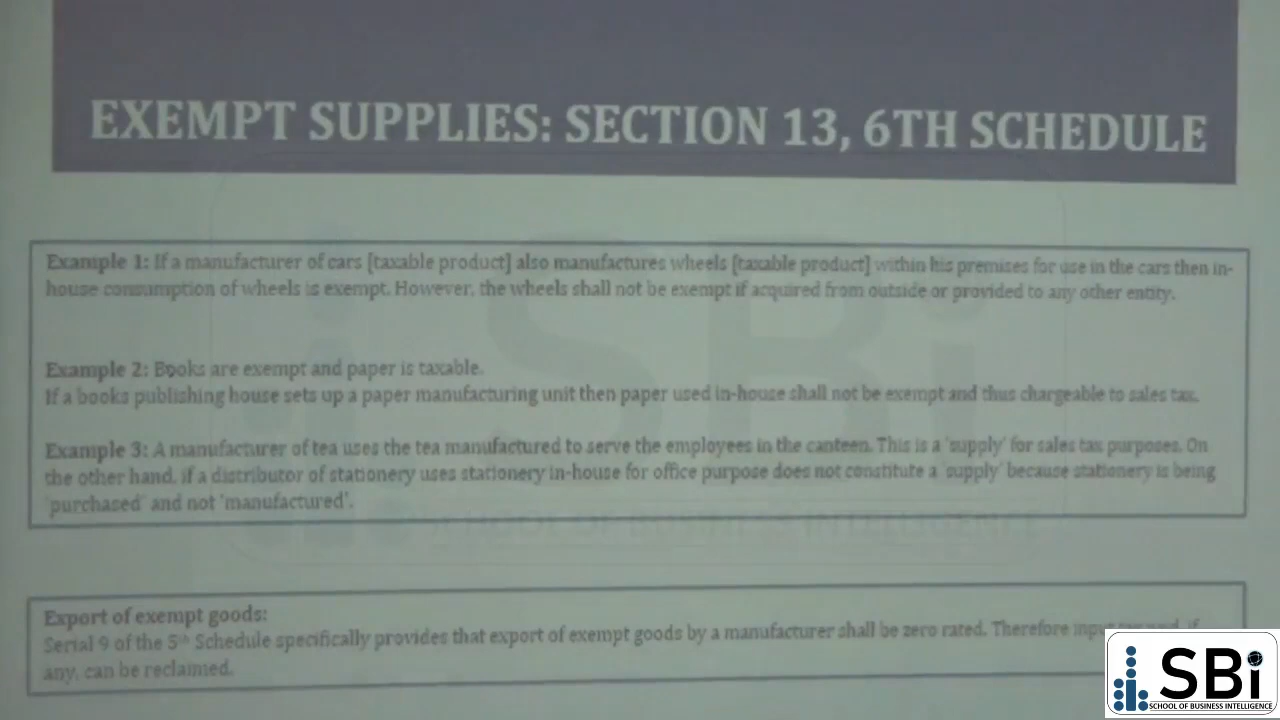 EXEMPT SUPPLIES: SECTION 13, 6TH SCHEDULE
Example 1: If a manufacturer of cars [taxable product] also manufactures wheels [taxable product] within his premises for use in the cars then in-
house consumption of wheels is exempt. However, the wheels shall not be exempt if acquired from outside or provided to any other entity.
Example 2: Books are exempt and paper is taxable.
If a books publishing house sets up a paper manufacturing unit then paper used in-house shall not be exempt and thus chargeable to sales tax.
Example 3: A manufacturer of tea uses the tea manufactured to serve the employees in the canteen. This is a 'supply' for sales tax purposes. On
the other hand, if a distributor of stationery uses stationery in-house for office purpose does not constitute a 'supply' because stationery is being
'purchased' and not 'manufactured'.
Export of exempt goods:
Serial 9 of the 5th Schedule specifically provides that export of exempt goods by a manufacturer shall be zero rated. Therefore input if
any, can be reclaimed.
SBi
SCHOOL OF BUSINESS INTELLIGENCE
SBi
SCHOOL OF BUSINESS INTELLIGENCE